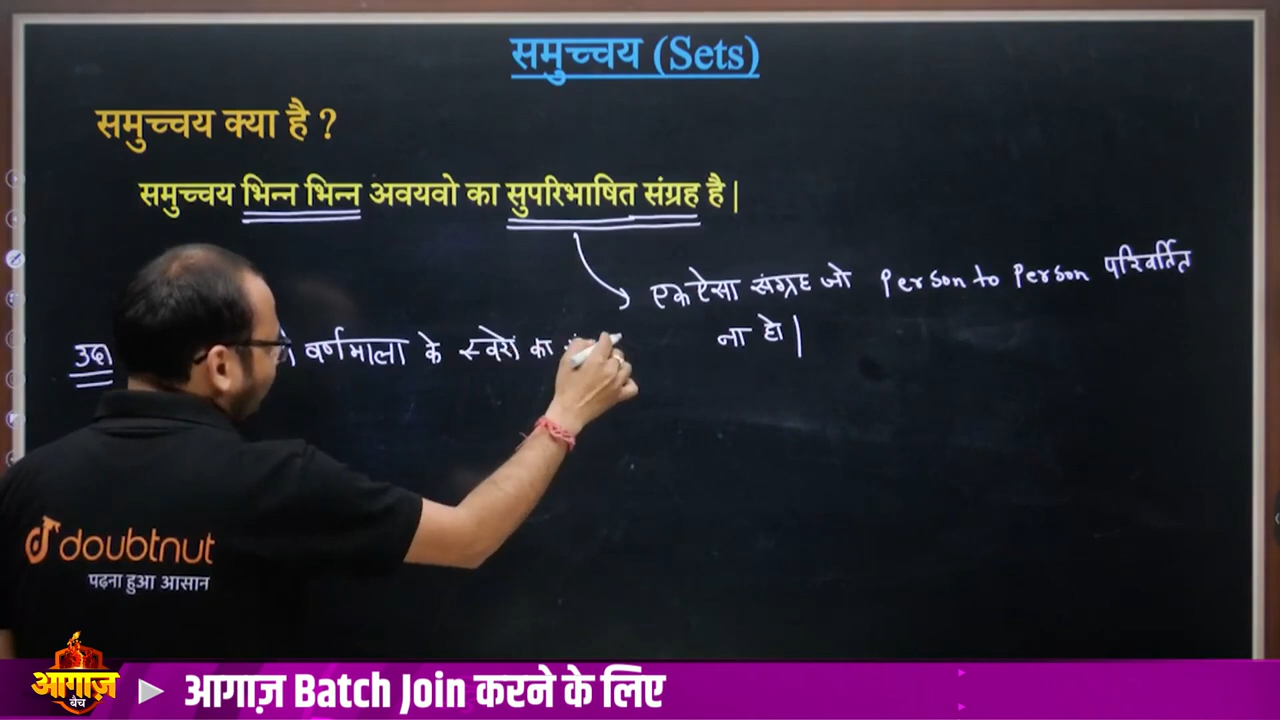 समुच्चय (Sets)
समुच्चय क्या है ?
समुच्चय भिन्न भिन्न अवयवो का सुपरिभाषित संग्रह है |
एक ऐसा संग्रह जो Person to Person परिवर्तित
ना हो |
उदा
वर्णमाला के स्वरों का
doubtnut
पढ़ना हुआ आसान
आगाज़
बैच
आगाज़ Batch Join करने के लिए